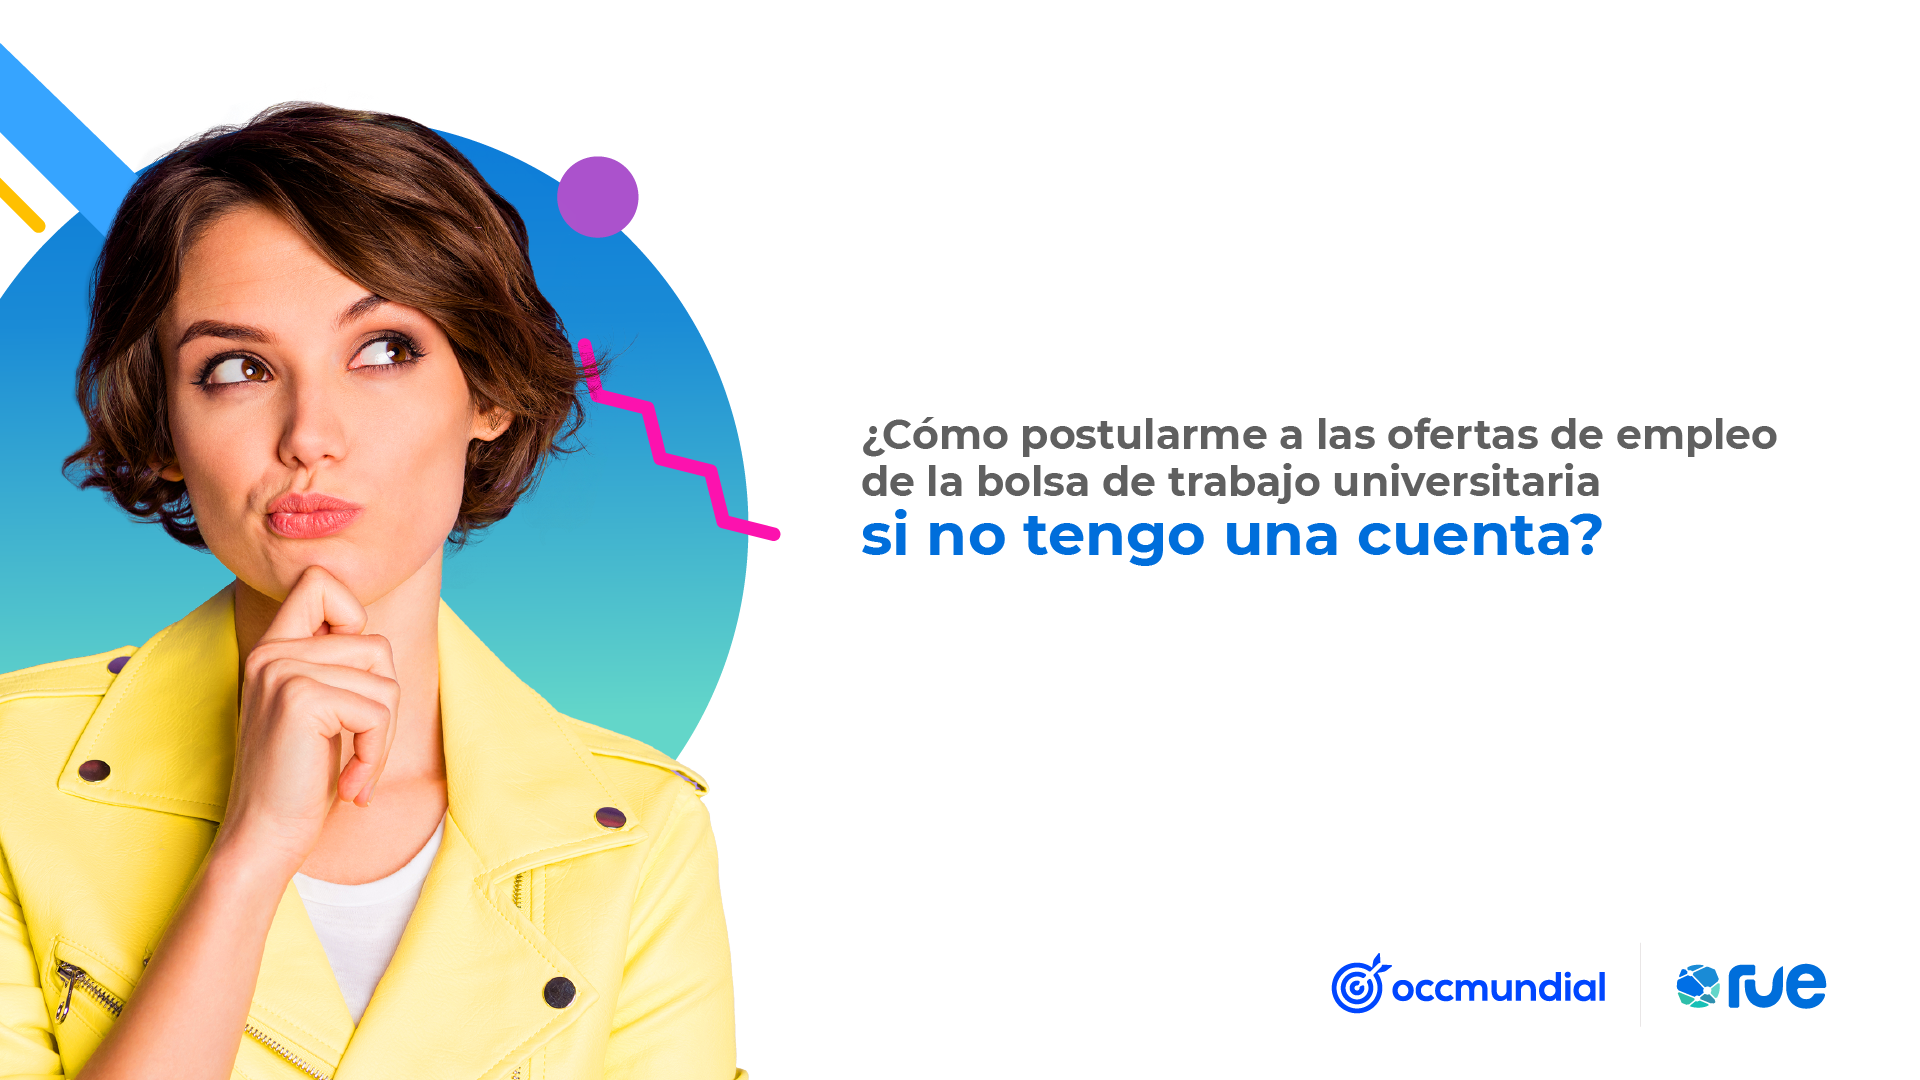 ¿Cómo postularme a las ofertas de empleo
de la bolsa de trabajo universitaria
si no tengo una cuenta?
occmundial
rue